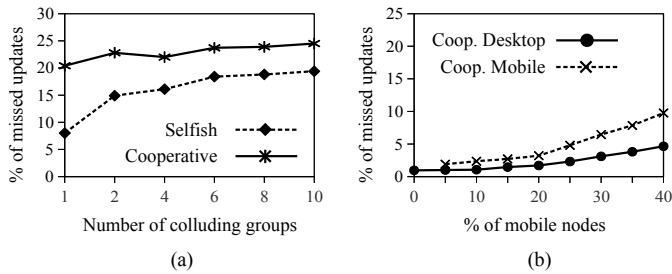 30
25
20
15
10
5
0
% of missed updates
Selfish
Cooperative
1 2 4 6 8 10
Number of colluding groups
(a)
25
20
15
10
5
0
% of missed updates
Coop. Desktop
Coop. Mobile
0 10 20 30 40
% of mobile nodes
(b)